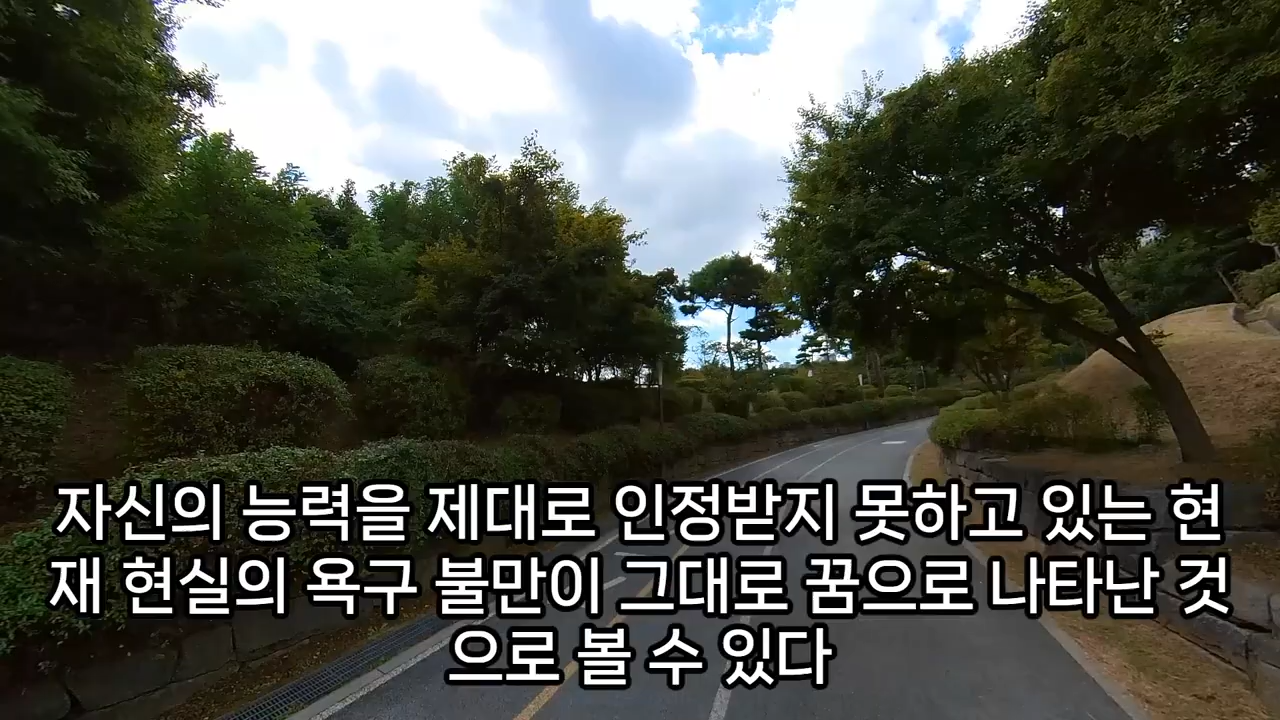 자신의 능력을 제대로 인정받지 못하고 있는 현
재 현실의 욕구 불만이 그대로 꿈으로 나타난 것
으로 볼 수 있다